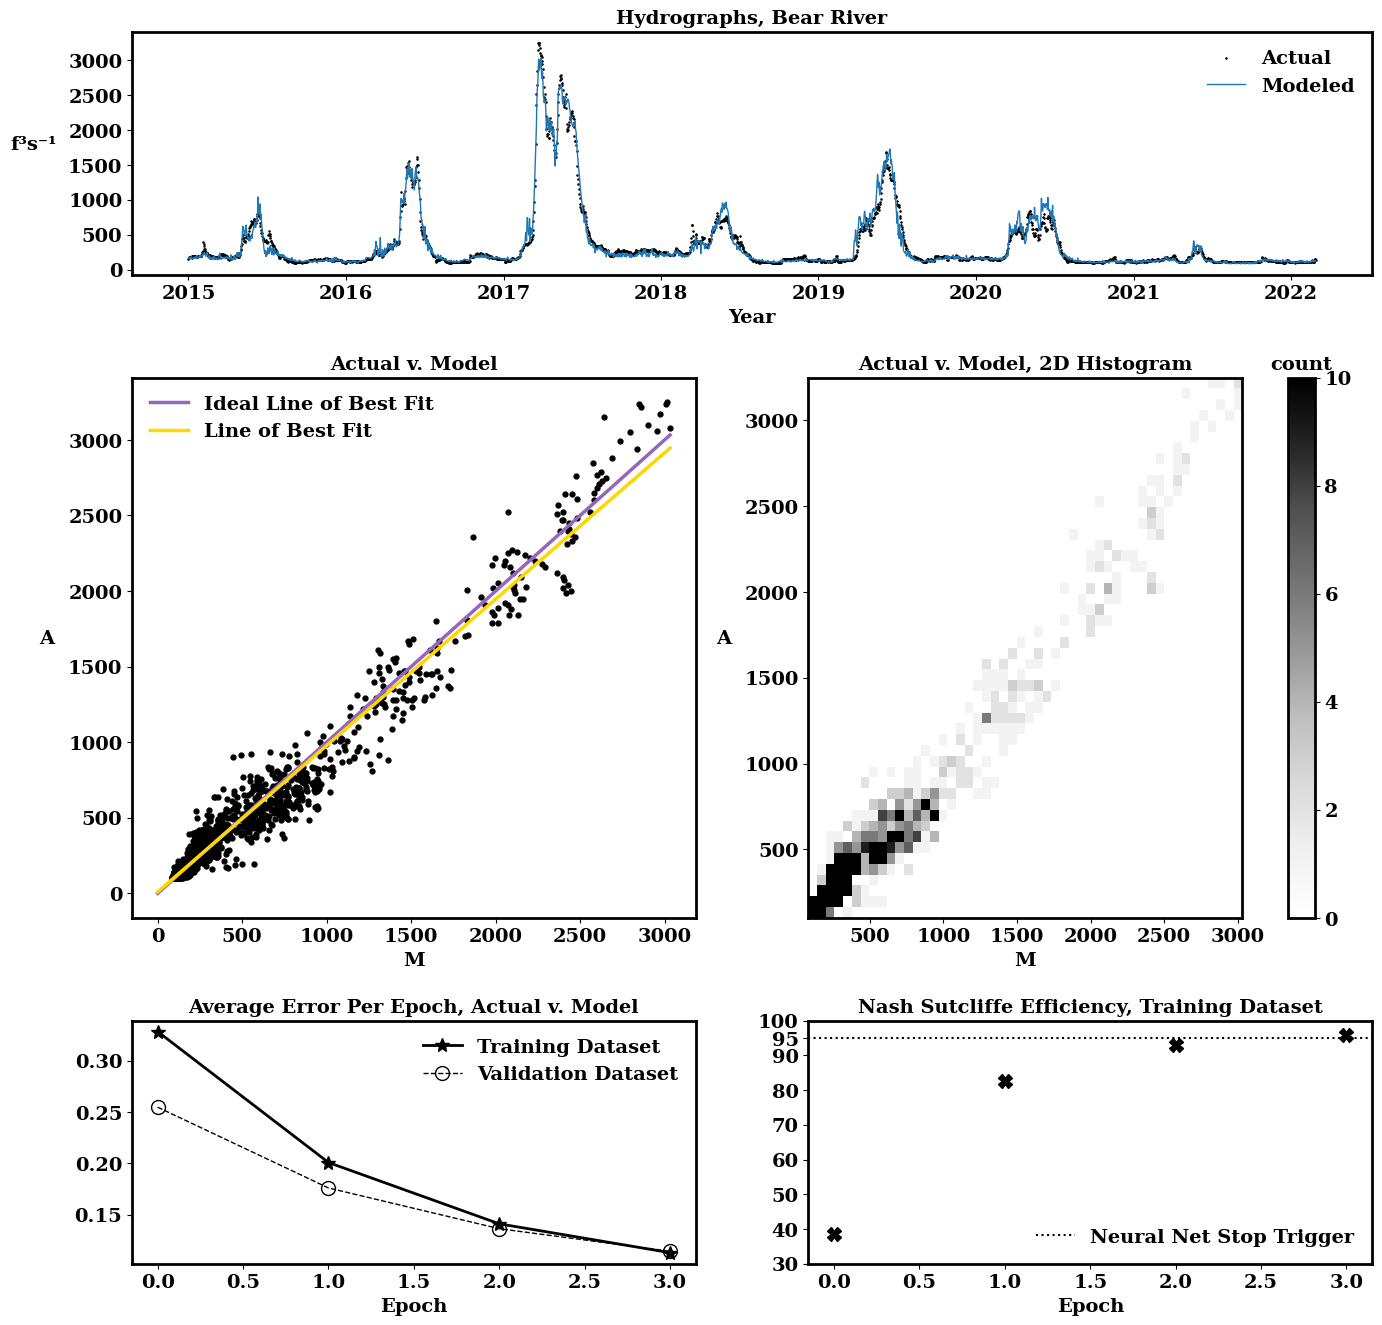 Hydrographs, Bear River
3000
2500
2000
1500
1000
500
0
f³s⁻¹
Actual
Modeled
2015 2016 2017 2018 2019 2020 2021 2022
Year
Actual v. Model
Ideal Line of Best Fit
Line of Best Fit
3000
2500
2000
1500
1000
500
0
A
0 500 1000 1500 2000 2500 3000
M
Actual v. Model, 2D Histogram
3000
2500
2000
1500
1000
500
A
500 1000 1500 2000 2500 3000
M
count
10
8
6
4
2
0
Average Error Per Epoch, Actual v. Model
Training Dataset
Validation Dataset
0.30
0.25
0.20
0.15
0.0 0.5 1.0 1.5 2.0 2.5 3.0
Epoch
Nash Sutcliffe Efficiency, Training Dataset
100
95
90
80
70
60
50
40
30
Neural Net Stop Trigger
0.0 0.5 1.0 1.5 2.0 2.5 3.0
Epoch